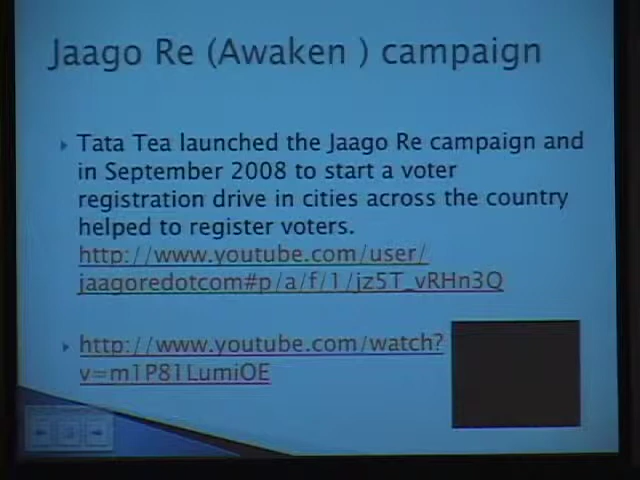 Jaago Re (Awaken ) campaign
Tata Tea launched the Jaago Re campaign and
in September 2008 to start a voter
registration drive in cities across the country
helped to register voters.
http://www.youtube.com/user/
jaagoredotcom#p/a/f/1/jz5T_vRHn3Q
http://www.youtube.com/watch?
v=m1P81LumiOE